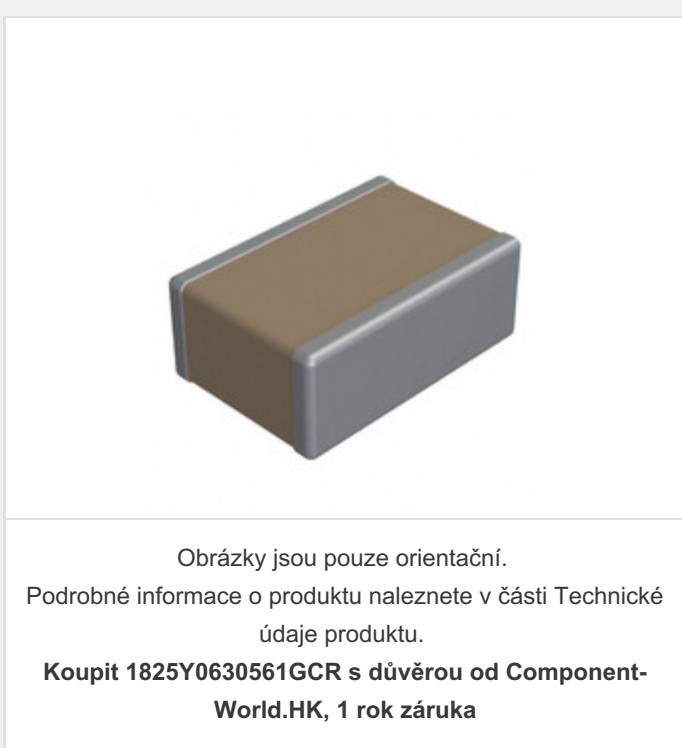 Obrázky jsou pouze orientační.
Podrobné informace o produktu naleznete v části Technické
údaje produktu.
Koupit 1825Y0630561GCR s důvěrou od Component-
World.HK, 1 rok záruka